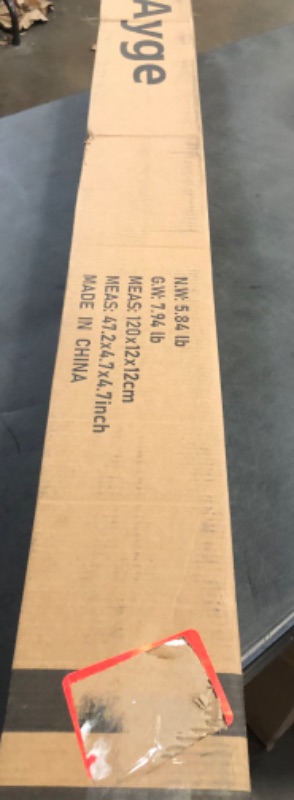 Ayge
N.W: 5.84 lb
G.W: 7.94 lb
MEAS: 120x12x12cm
MEAS: 47.2x4.7x4.7inch
MADE IN CHINA